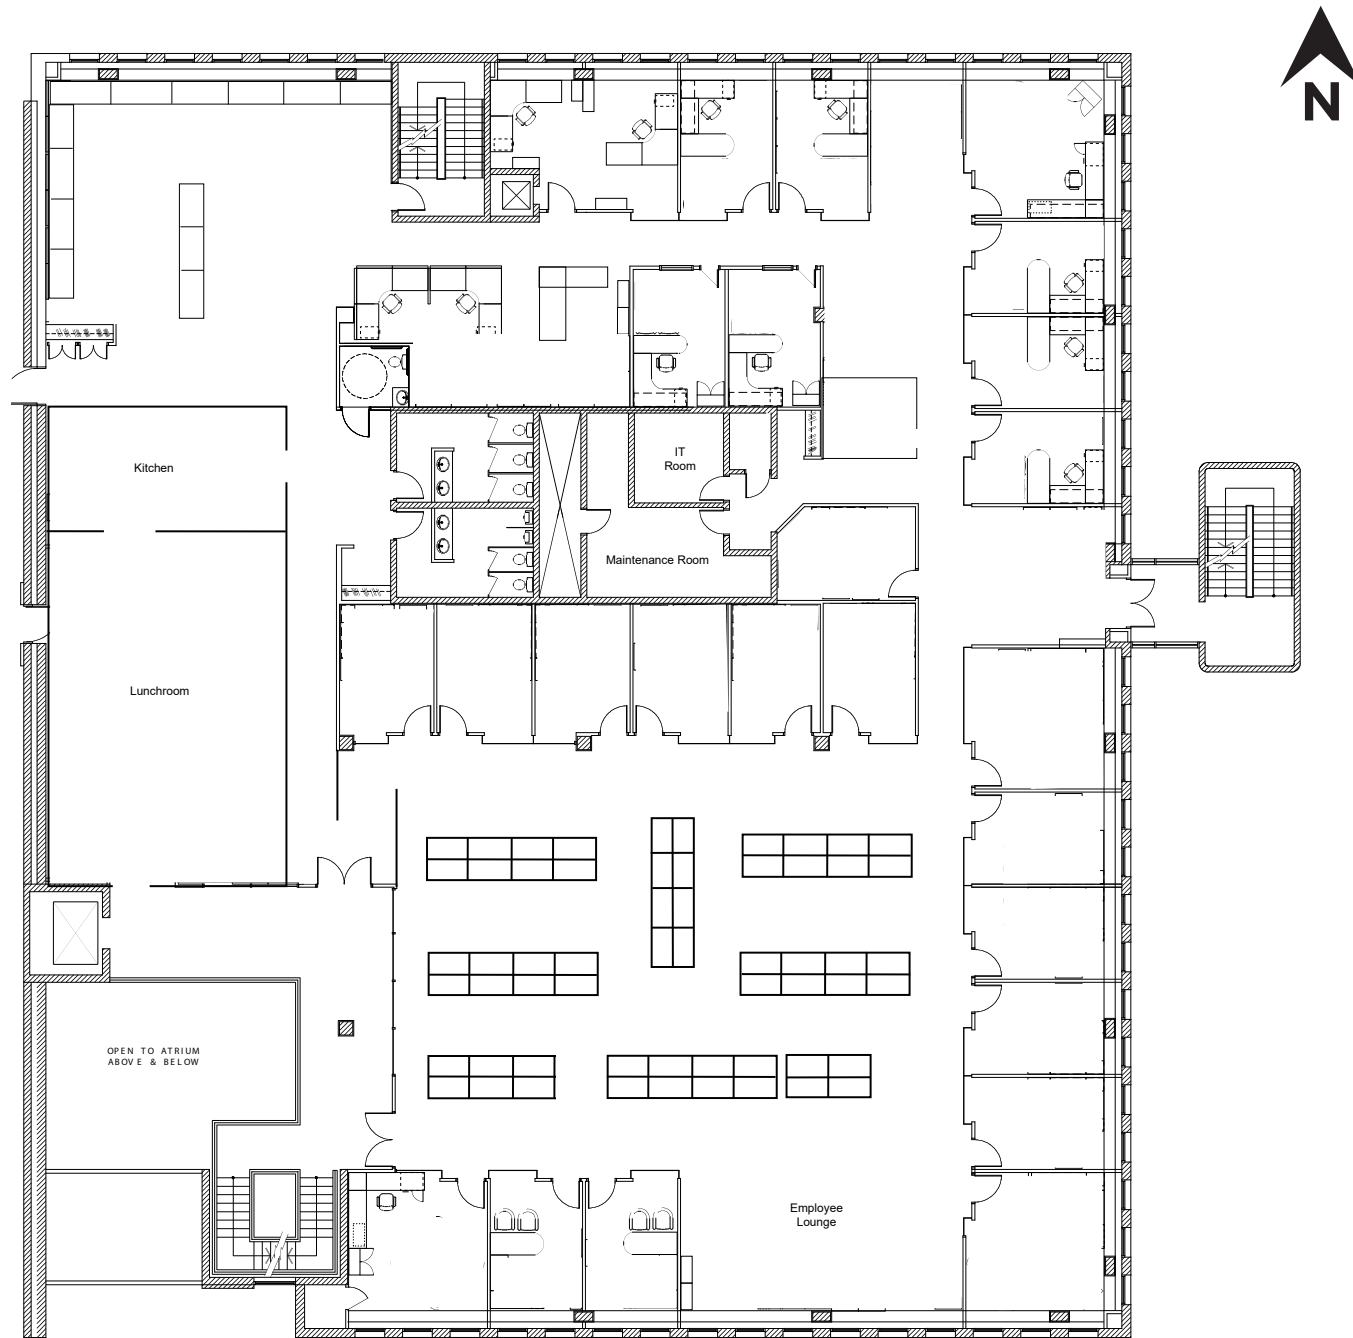 N
Kitchen
IT
Room
Maintenance Room
Lunchroom
OPEN TO ATRIUM
ABOVE & BELOW
Employee
Lounge